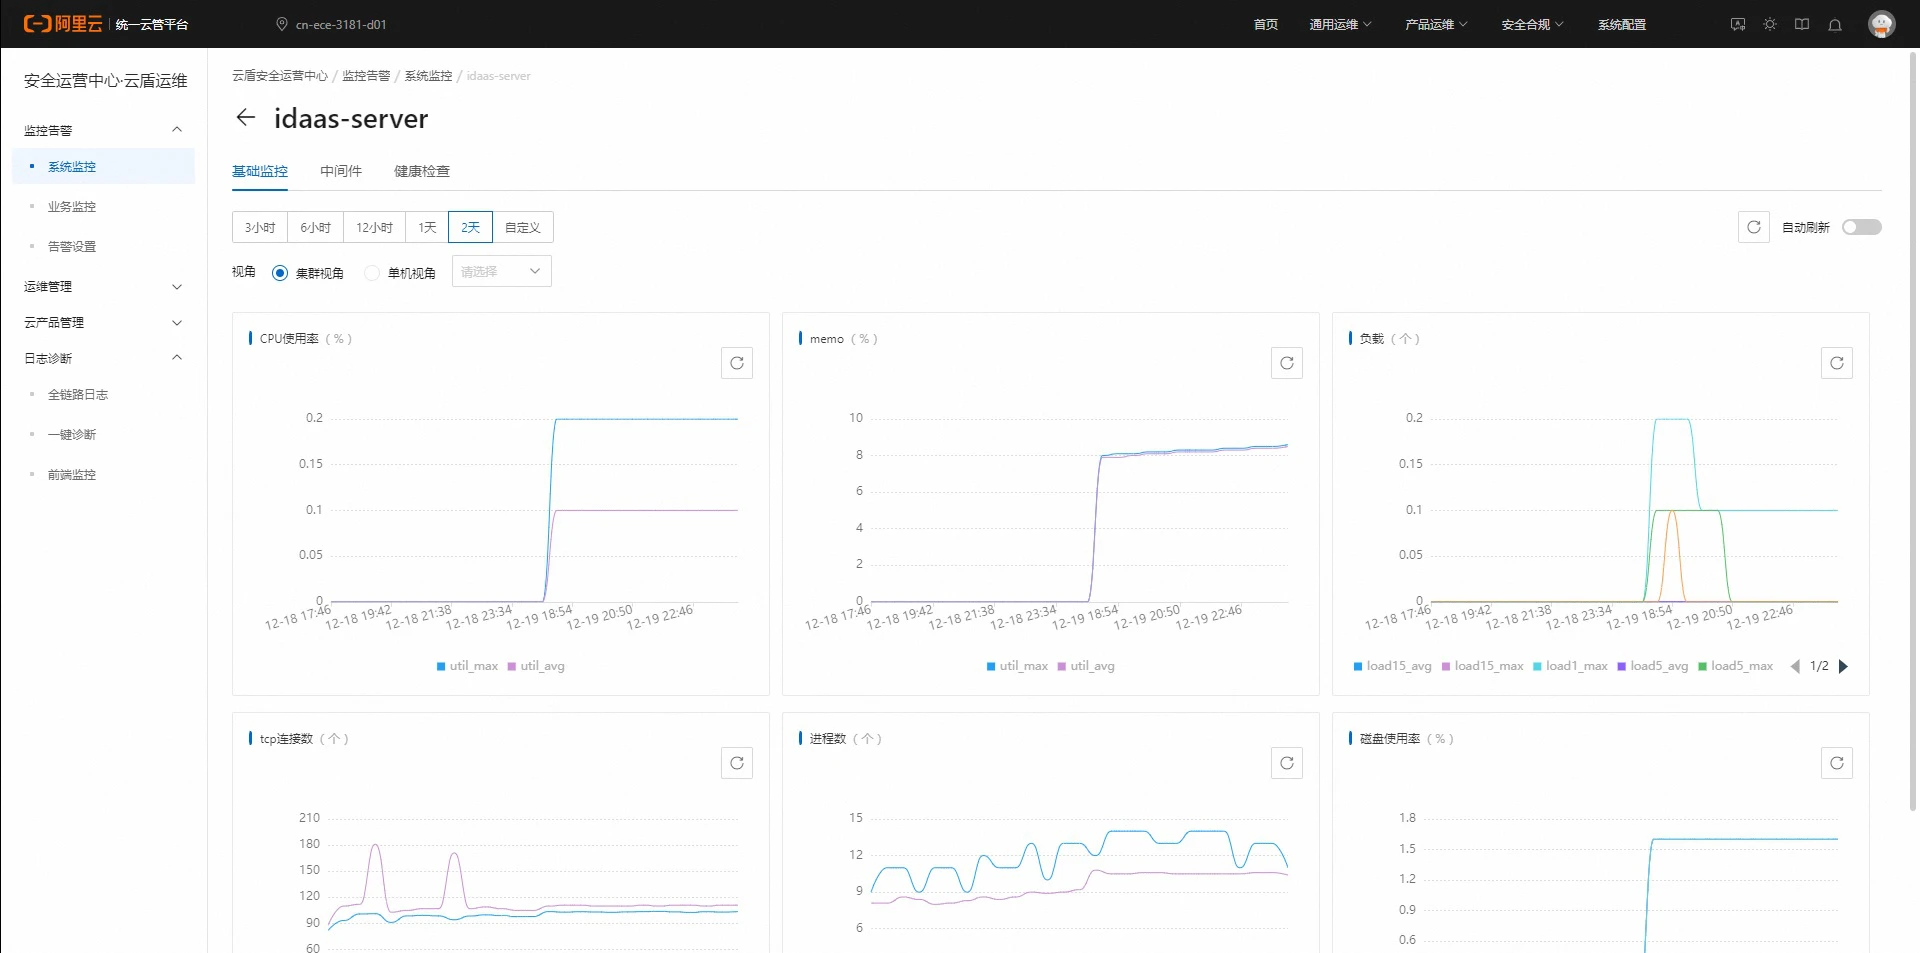 阿里云 统一云管平台 cn-ece-3181-d01 首页 通用运维 产品运维 安全合规 系统配置
安全运营中心·云盾运维
监控告警
系统监控
业务监控
告警设置
运维管理
云产品管理
日志诊断
全链路日志
一键诊断
前端监控
云盾安全运营中心 / 监控告警 / 系统监控 / idaas-server
idaas-server
基础监控 中间件 健康检查
3小时 6小时 12小时 1天 2天 自定义 自动刷新
视角 集群视角 单机视角 请选择
CPU使用率 ( % )
0.2
0.15
0.1
0.05
0
12-18 17:46 12-18 19:42 12-18 21:38 12-18 23:34 12-19 18:54 12-19 20:50 12-19 22:46
util_max util_avg
memo ( % )
10
8
6
4
2
0
12-18 17:46 12-18 19:42 12-18 21:38 12-18 23:34 12-19 18:54 12-19 20:50 12-19 22:46
util_max util_avg
负载 ( 个 )
0.2
0.15
0.1
0.05
0
12-18 17:46 12-18 19:42 12-18 21:38 12-18 23:34 12-19 18:54 12-19 20:50 12-19 22:46
load15_avg load15_max load1_max load5_avg load5_max 1/2
tcp连接数 ( 个 )
210
180
150
120
90
60
进程数 ( 个 )
15
12
9
6
磁盘使用率 ( % )
1.8
1.5
1.2
0.9
0.6